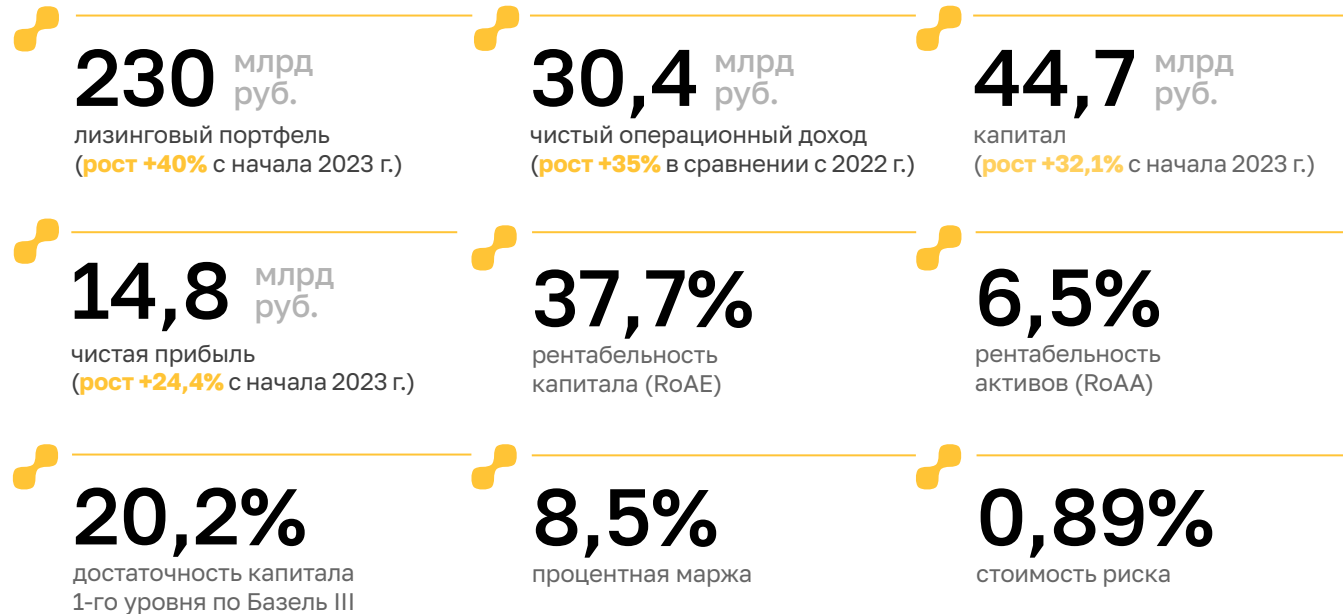 230 млрд руб.
лизинговый портфель
(рост +40% с начала 2023 г.)
30,4 млрд руб.
чистый операционный доход
(рост +35% в сравнении с 2022 г.)
44,7 млрд руб.
капитал
(рост +32,1% с начала 2023 г.)
14,8 млрд руб.
чистая прибыль
(рост +24,4% с начала 2023 г.)
37,7%
рентабельность
капитала (RoAE)
6,5%
рентабельность
активов (RoAA)
20,2%
достаточность капитала
1-го уровня по Базель III
8,5%
процентная маржа
0,89%
стоимость риска